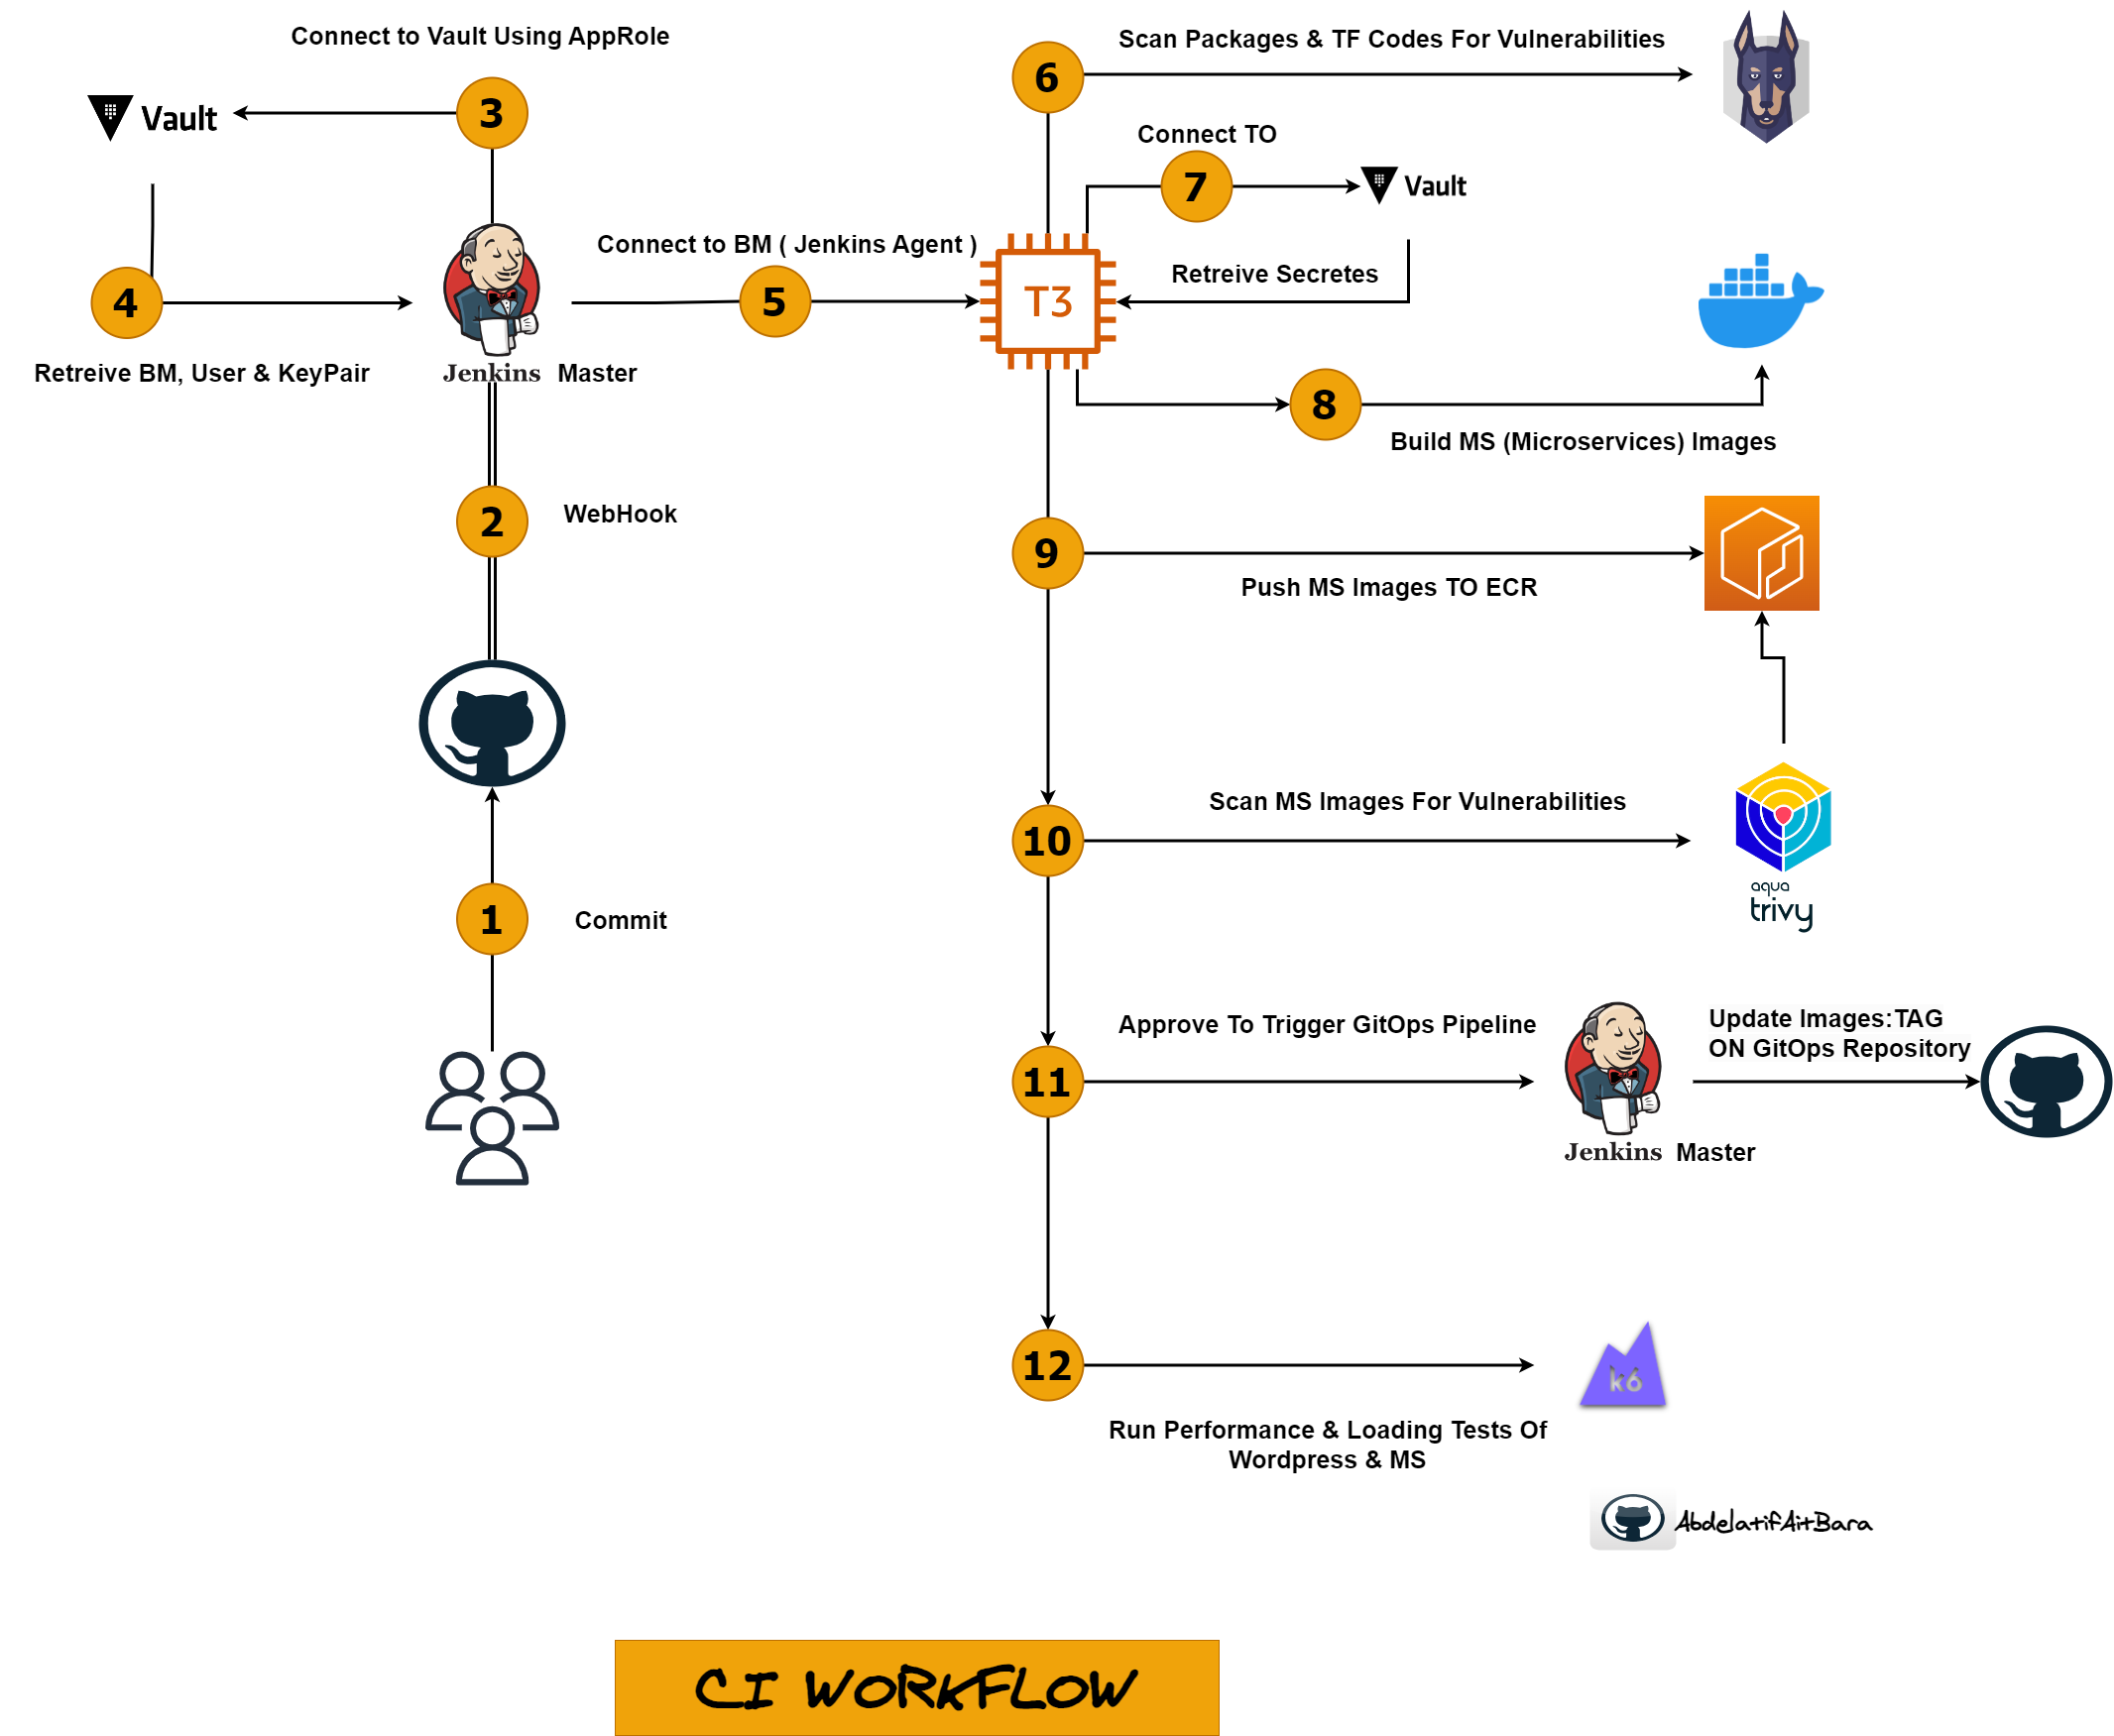 Connect to Vault Using AppRole
3
Vault
4
Retreive BM, User & KeyPair
Jenkins Master
Connect to BM ( Jenkins Agent )
5
2
WebHook
1
Commit
6
Scan Packages & TF Codes For Vulnerabilities
Connect TO
7
Vault
Retreive Secretes
T3
8
Build MS (Microservices) Images
9
Push MS Images TO ECR
10
Scan MS Images For Vulnerabilities
aqua
trivy
11
Approve To Trigger GitOps Pipeline
Jenkins Master
Update Images:TAG
ON GitOps Repository
12
k6
Run Performance & Loading Tests Of
Wordpress & MS
AbdelatifAitBara
CI WORKFLOW